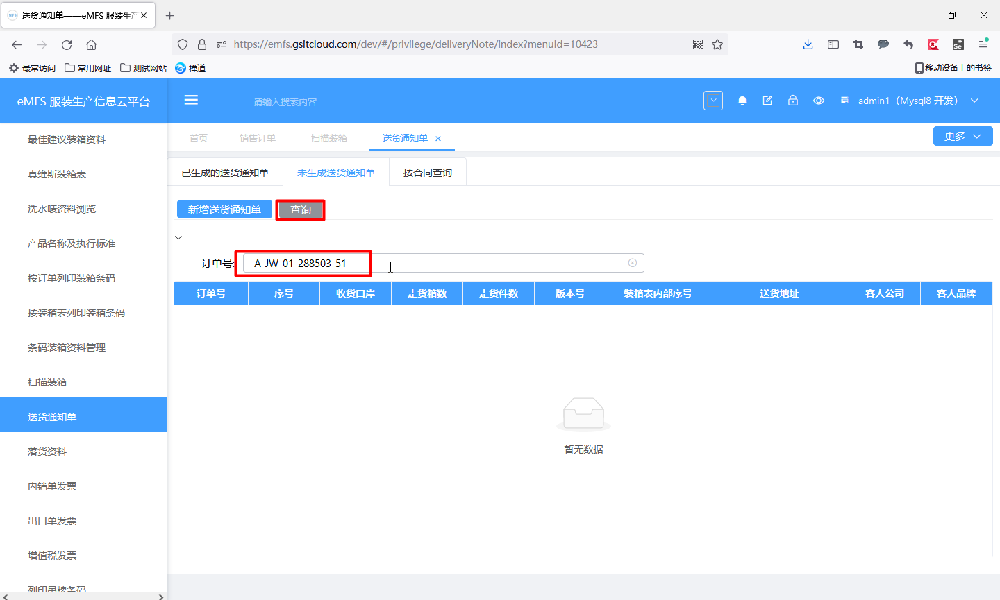 送货通知单——eMFS 服装生产
https://emfs.gsitcloud.com/dev/#/privilege/deliveryNote/index?menuId=10423
最常访问 常用网址 测试网站 禅道 移动设备上的书签
eMFS 服装生产信息云平台
请输入搜索内容
admin1（Mysql8 开发）
首页 销售订单 扫描装箱 送货通知单 更多
最佳建议装箱资料
真维斯装箱表
洗水唛资料浏览
产品名称及执行标准
按订单列印装箱条码
按装箱表列印装箱条码
条码装箱资料管理
扫描装箱
送货通知单
落货资料
内销单发票
出口单发票
增值税发票
列印吊牌条码
已生成的送货通知单 未生成送货通知单 按合同查询
新增送货通知单 查询
订单号: A-JW-01-288503-51
订单号 序号 收货口岸 走货箱数 走货件数 版本号 装箱表内部序号 送货地址 客人公司 客人品牌
暂无数据